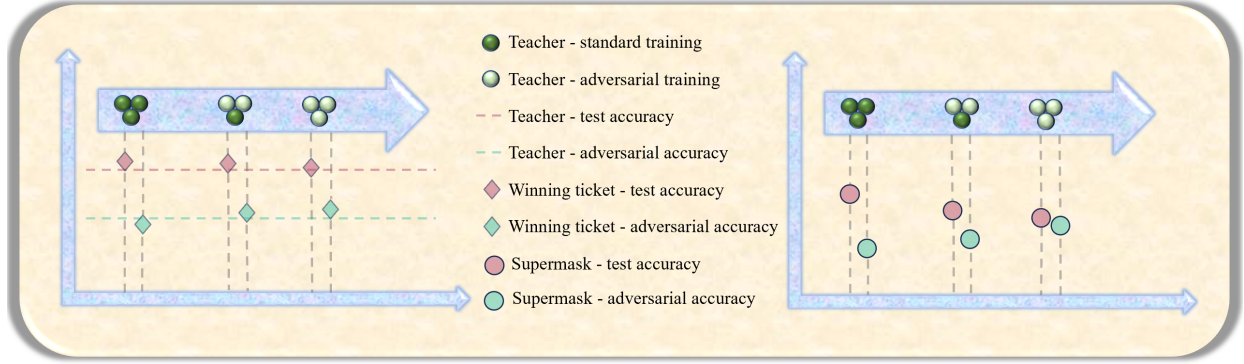 Teacher - standard training
Teacher - adversarial training
Teacher - test accuracy
Teacher - adversarial accuracy
Winning ticket - test accuracy
Winning ticket - adversarial accuracy
Supermask - test accuracy
Supermask - adversarial accuracy